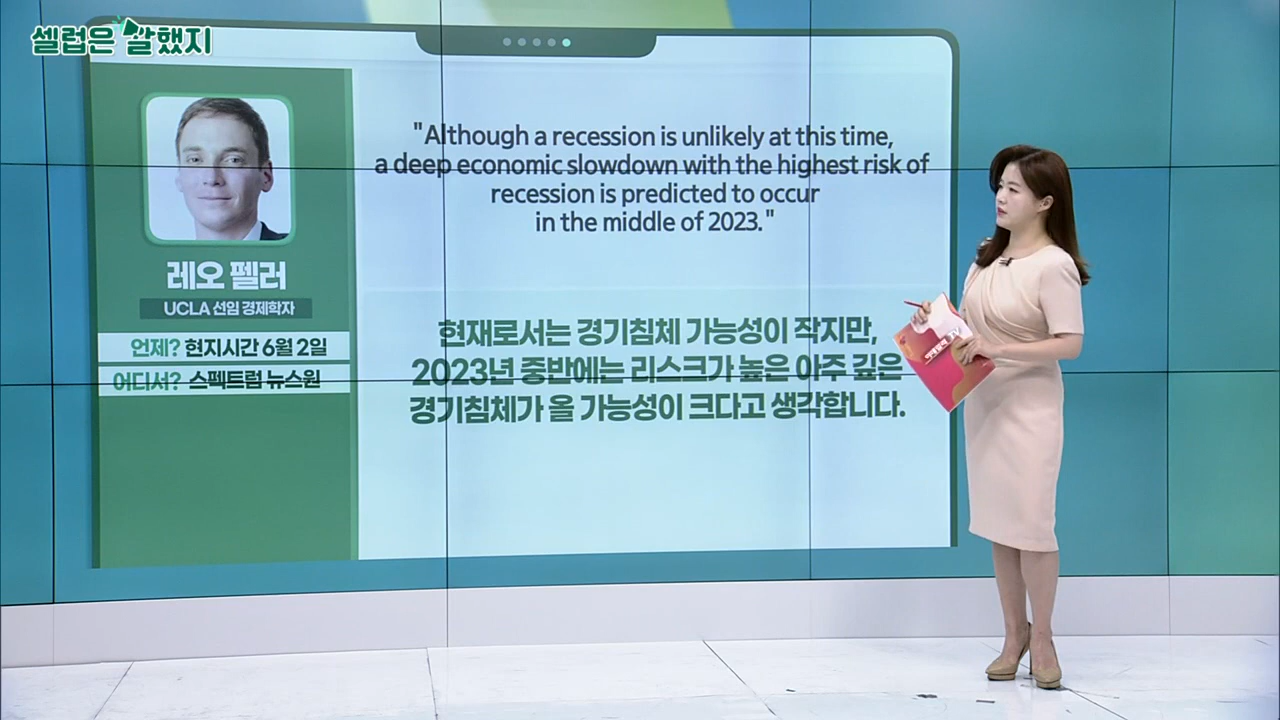 셀럽은 말했지
"Although a recession is unlikely at this time,
a deep economic slowdown with the highest risk of
recession is predicted to occur
in the middle of 2023."
레오 펠러
UCLA 선임 경제학자
언제? 현지시간 6월 2일
어디서? 스펙트럼 뉴스원
현재로서는 경기침체 가능성이 작지만,
2023년 중반에는 리스크가 높은 아주 깊은
경기침체가 올 가능성이 크다고 생각합니다.